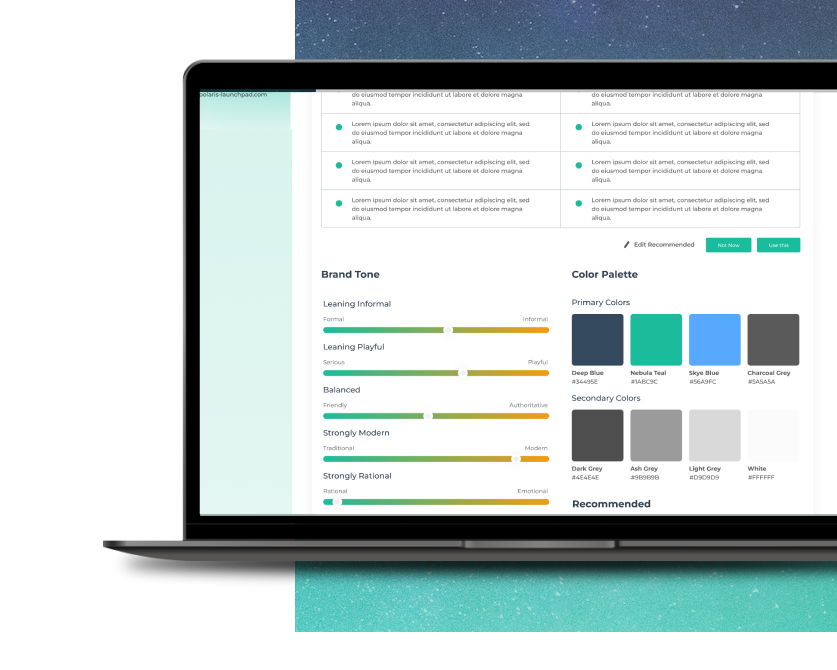 polaris-launchpad.com
do eiusmod tempor incididunt ut labore et dolore magna
aliqua.
do eiusmod tempor incididunt ut labore et dolore magna
aliqua.
Lorem ipsum dolor sit amet, consectetur adipiscing elit, sed
do eiusmod tempor incididunt ut labore et dolore magna
aliqua.
Lorem ipsum dolor sit amet, consectetur adipiscing elit, sed
do eiusmod tempor incididunt ut labore et dolore magna
aliqua.
Lorem ipsum dolor sit amet, consectetur adipiscing elit, sed
do eiusmod tempor incididunt ut labore et dolore magna
aliqua.
Lorem ipsum dolor sit amet, consectetur adipiscing elit, sed
do eiusmod tempor incididunt ut labore et dolore magna
aliqua.
Lorem ipsum dolor sit amet, consectetur adipiscing elit, sed
do eiusmod tempor incididunt ut labore et dolore magna
aliqua.
Lorem ipsum dolor sit amet, consectetur adipiscing elit, sed
do eiusmod tempor incididunt ut labore et dolore magna
aliqua.
Edit Recommended
Not Now
Use this
Brand Tone
Leaning Informal
Formal Informal
Leaning Playful
Serious Playful
Balanced
Friendly Authoritative
Strongly Modern
Traditional Modern
Strongly Rational
Rational Emotional
Color Palette
Primary Colors
Deep Blue Nebula Teal Skye Blue Charcoal Grey
#34495E #1ABC9C #56A9FC #5A5A5A
Secondary Colors
Dark Grey Ash Grey Light Grey White
#4E4E4E #9B9B9B #D9D9D9 #FFFFFF
Recommended